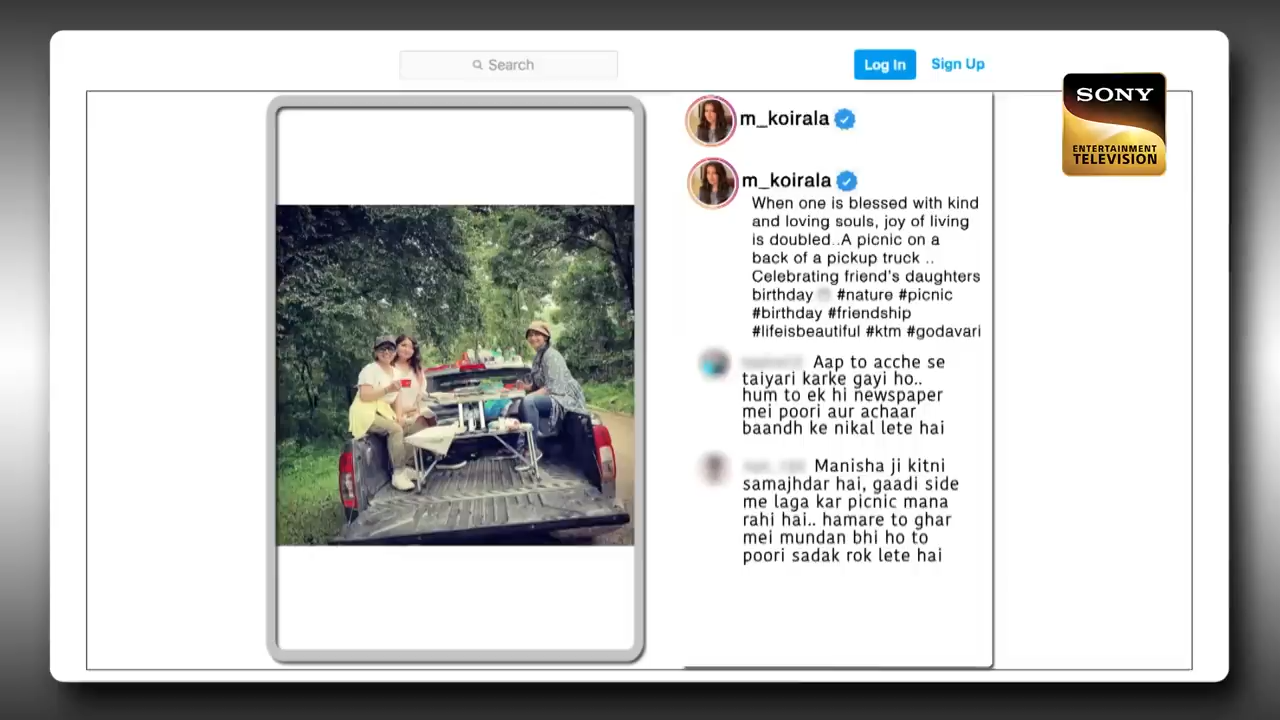 Search
Log In
Sign Up
SONY
ENTERTAINMENT
TELEVISION
m_koirala
m_koirala
When one is blessed with kind
and loving souls, joy of living
is doubled..A picnic on a
back of a pickup truck ..
Celebrating friend's daughters
birthday #nature #picnic
#birthday #friendship
#lifeisbeautiful #ktm #godavari
Aap to acche se
taiyari karke gayi ho..
hum to ek hi newspaper
mei poori aur achaar
baandh ke nikal lete hai
Manisha ji kitni
samajhdar hai, gaadi side
me laga kar picnic mana
rahi hai.. hamare to ghar
mei mundan bhi ho to
poori sadak rok lete hai